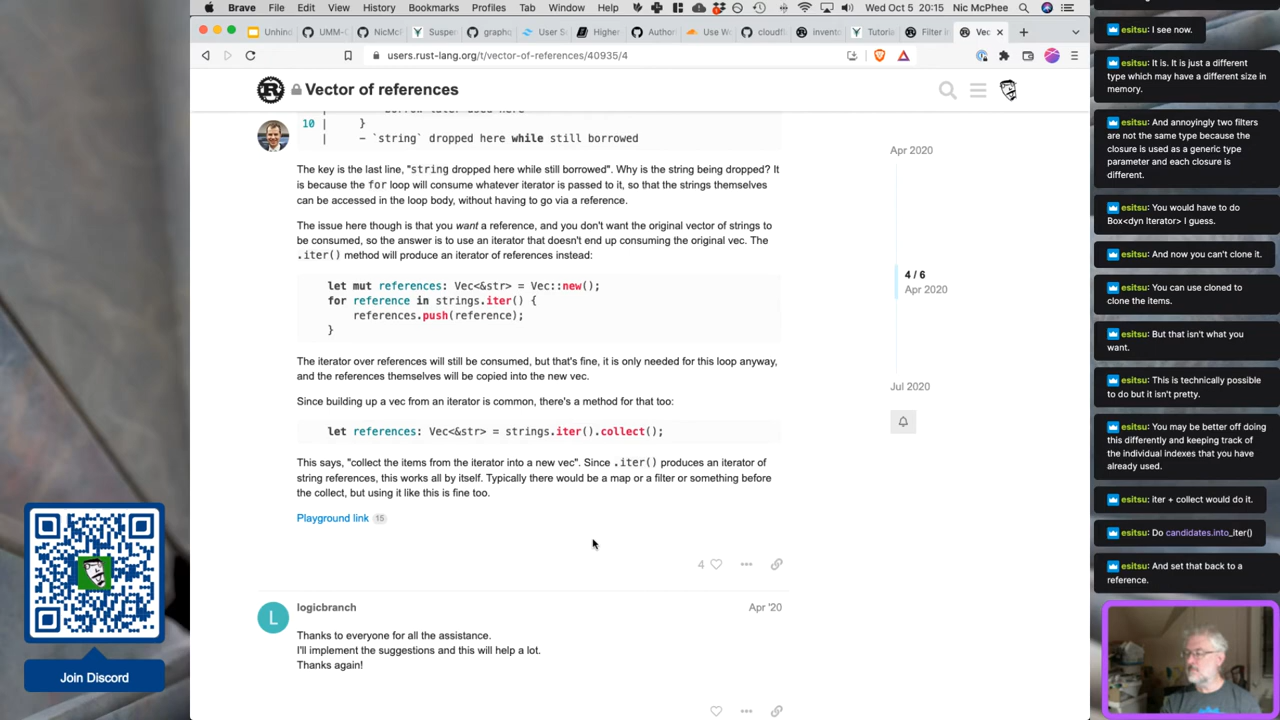 Brave File Edit View History Bookmarks Profiles Tab Window Help Wed Oct 5 20:15 Nic McPhee
Unhind UMM-C NicMc Suspe graphq User S Higher Author Use W cloudf invento Tutoria Filter i Vec
users.rust-lang.org/t/vector-of-references/40935/4
Vector of references
10 | }
– `string` dropped here while still borrowed
The key is the last line, "string dropped here while still borrowed". Why is the string being dropped? It
is because the for loop will consume whatever iterator is passed to it, so that the strings themselves
can be accessed in the loop body, without having to go via a reference.
The issue here though is that you want a reference, and you don't want the original vector of strings to
be consumed, so the answer is to use an iterator that doesn't end up consuming the original vec. The
.iter() method will produce an iterator of references instead:
let mut references: Vec<&str> = Vec::new();
for reference in strings.iter() {
references.push(reference);
}
The iterator over references will still be consumed, but that's fine, it is only needed for this loop anyway,
and the references themselves will be copied into the new vec.
Since building up a vec from an iterator is common, there's a method for that too:
let references: Vec<&str> = strings.iter().collect();
This says, "collect the items from the iterator into a new vec". Since .iter() produces an iterator of
string references, this works all by itself. Typically there would be a map or a filter or something before
the collect, but using it like this is fine too.
Playground link 15
4
logicbranch Apr '20
Thanks to everyone for all the assistance.
I'll implement the suggestions and this will help a lot.
Thanks again!
Apr 2020
4 / 6
Apr 2020
Jul 2020
Join Discord
esitsu: I see now.
esitsu: It is. It is just a different
type which may have a different size in
memory.
esitsu: And annoyingly two filters
are not the same type because the
closure is used as a generic type
parameter and each closure is
different.
esitsu: You would have to do
Box<dyn Iterator> I guess.
esitsu: And now you can't clone it.
esitsu: You can use cloned to
clone the items.
esitsu: But that isn't what you
want.
esitsu: This is technically possible
to do but it isn't pretty.
esitsu: You may be better off doing
this differently and keeping track of
the individual indexes that you have
already used.
esitsu: iter + collect would do it.
esitsu: Do candidates.into_iter()
esitsu: And set that back to a
reference.